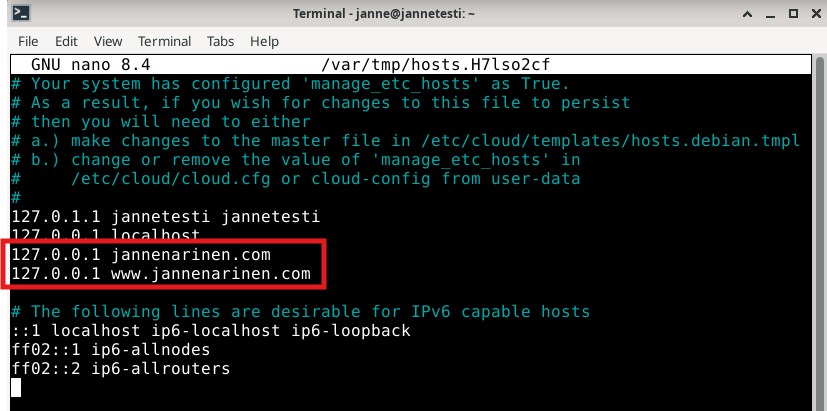 Terminal - janne@jannetesti: ~
File Edit View Terminal Tabs Help
GNU nano 8.4 /var/tmp/hosts.H7lso2cf
# Your system has configured 'manage_etc_hosts' as True.
# As a result, if you wish for changes to this file to persist
# then you will need to either
# a.) make changes to the master file in /etc/cloud/templates/hosts.debian.tmpl
# b.) change or remove the value of 'manage_etc_hosts' in
#     /etc/cloud/cloud.cfg or cloud-config from user-data
#
127.0.1.1 jannetesti jannetesti
127.0.0.1 localhost
127.0.0.1 jannenarinen.com
127.0.0.1 www.jannenarinen.com
# The following lines are desirable for IPv6 capable hosts
::1 localhost ip6-localhost ip6-loopback
ff02::1 ip6-allnodes
ff02::2 ip6-allrouters